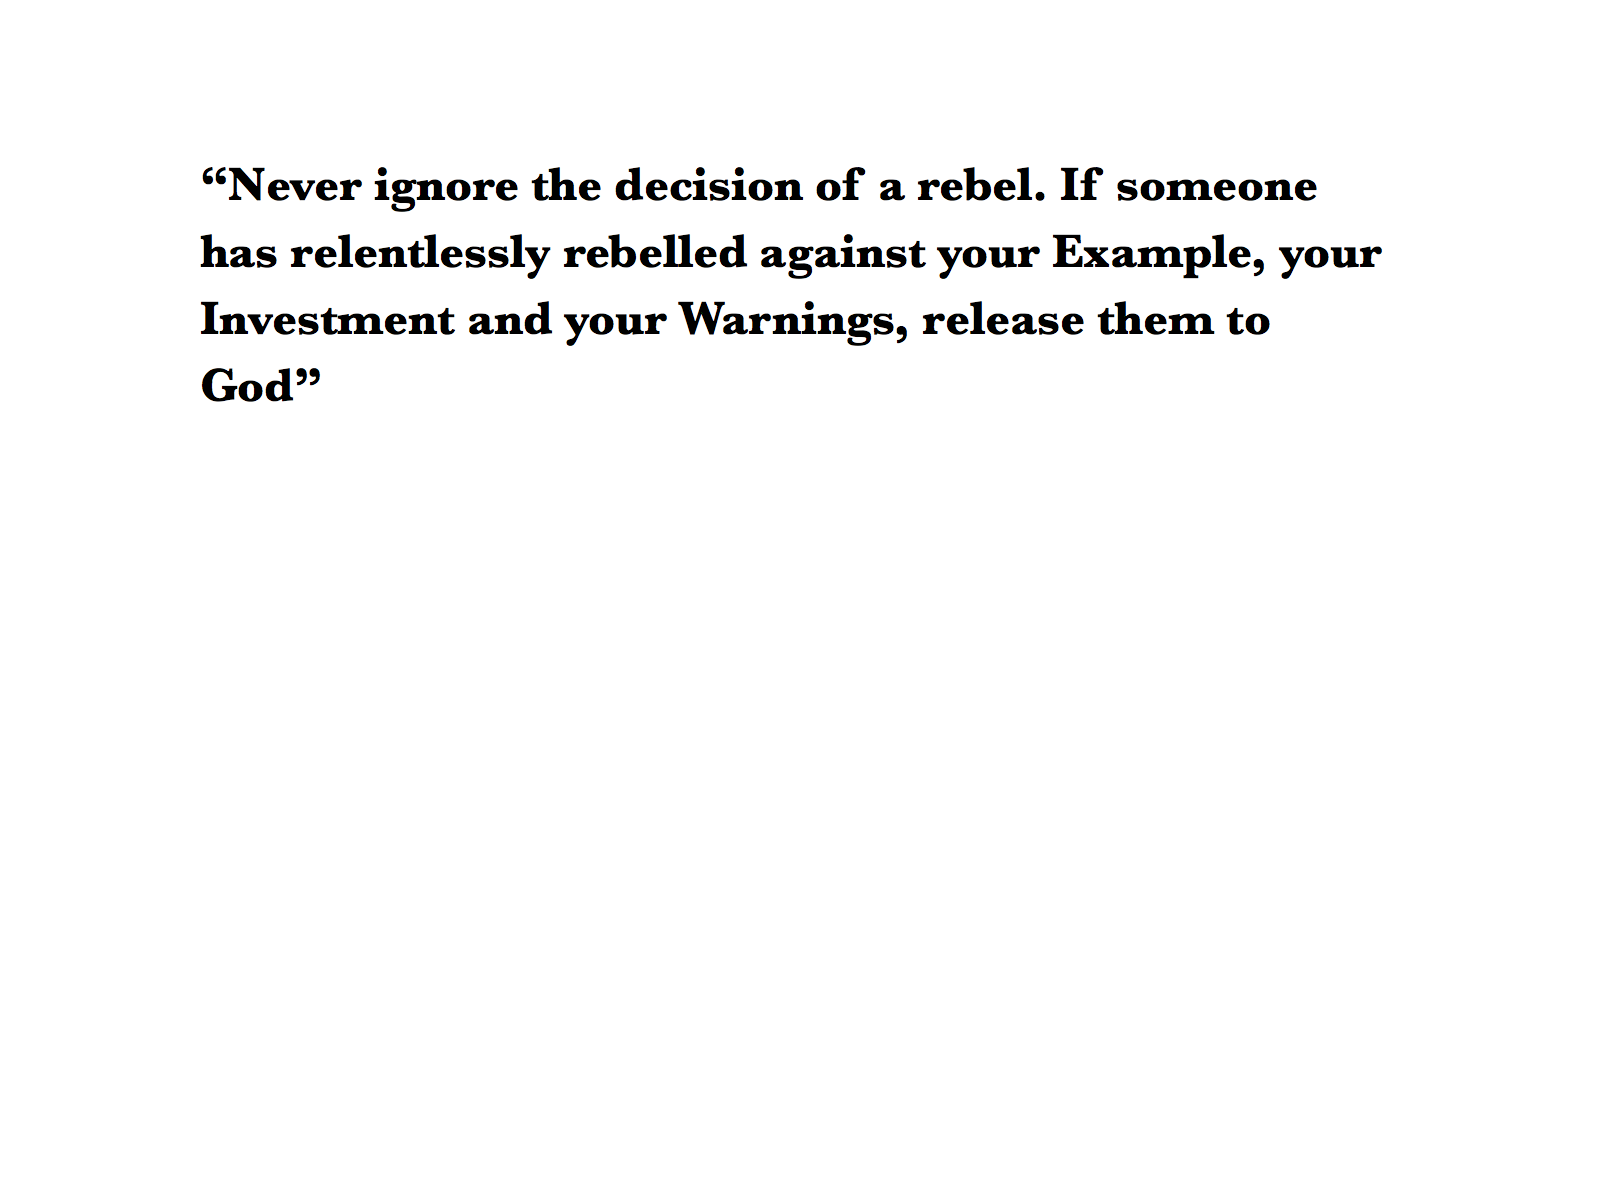 “Never ignore the decision of a rebel. If someone
has relentlessly rebelled against your Example, your
Investment and your Warnings, release them to
God”